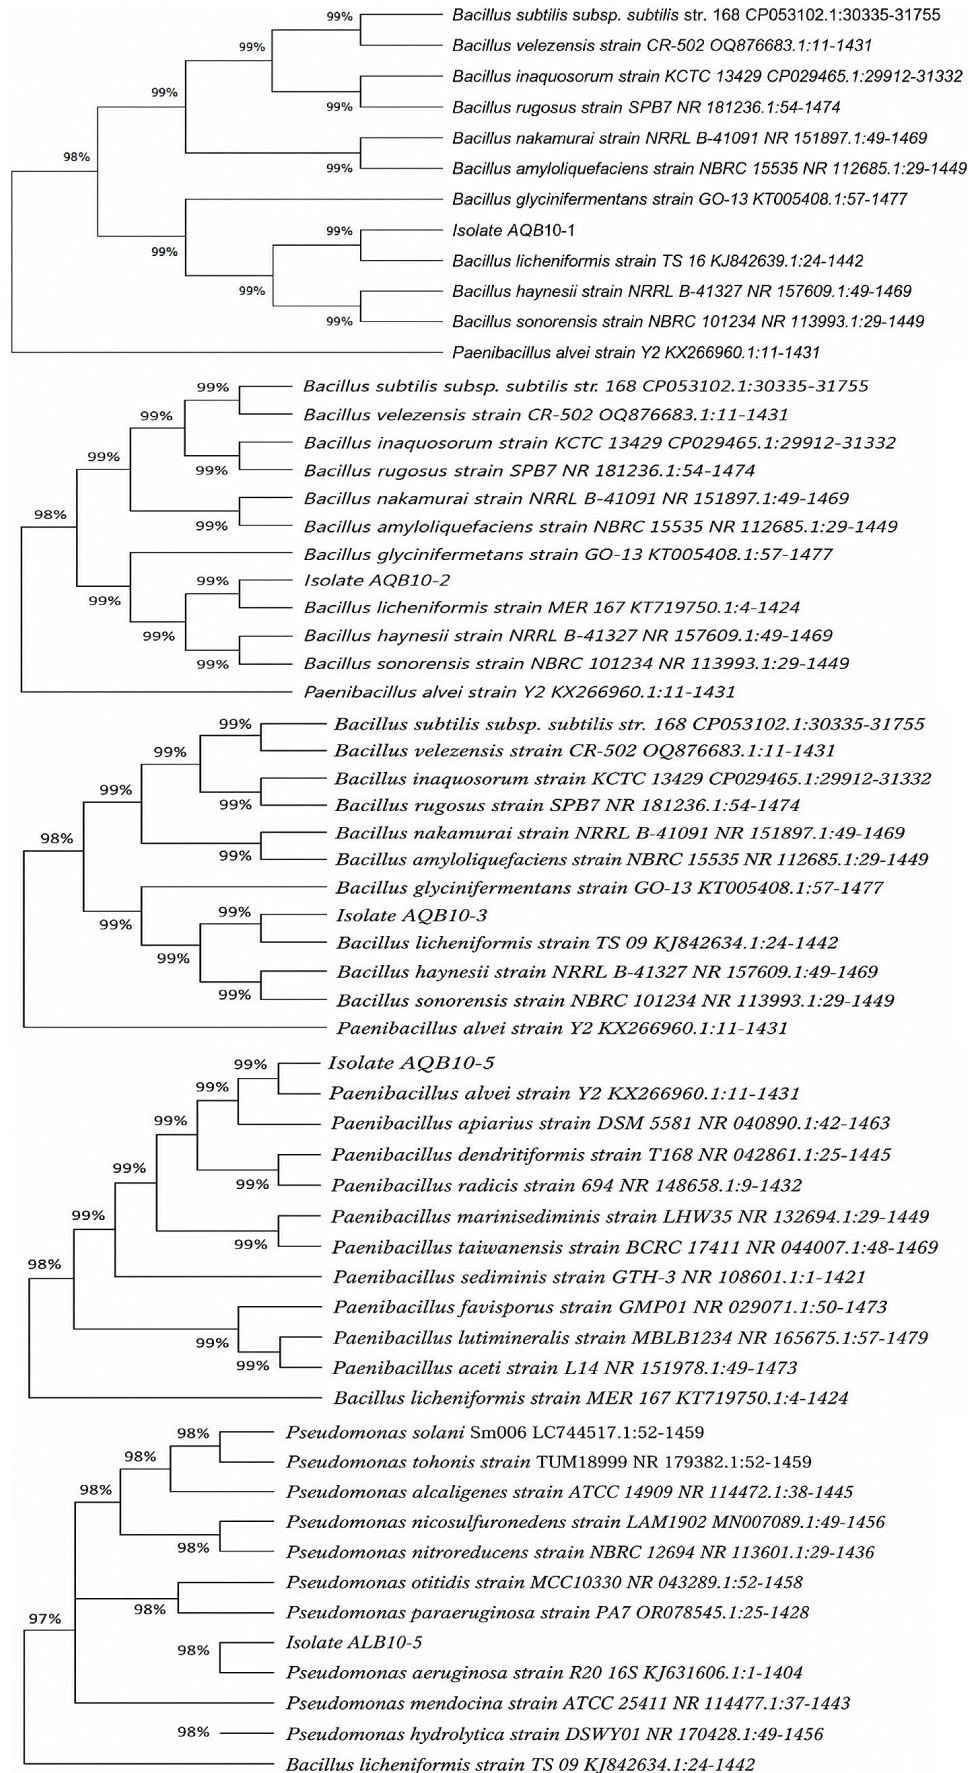 99% Bacillus subtilis subsp. subtilis str. 168 CP053102.1:30335-31755
99% Bacillus velezensis strain CR-502 OQ876683.1:11-1431
99% Bacillus inaquosorum strain KCTC 13429 CP029465.1:29912-31332
99% Bacillus rugosus strain SPB7 NR 181236.1:54-1474
Bacillus nakamurai strain NRRL B-41091 NR 151897.1:49-1469
98% 99% Bacillus amyloliquefaciens strain NBRC 15535 NR 112685.1:29-1449
Bacillus glycinifermentans strain GO-13 KT005408.1:57-1477
99% Isolate AQB10-1
99% Bacillus licheniformis strain TS 16 KJ842639.1:24-1442
99% Bacillus haynesii strain NRRL B-41327 NR 157609.1:49-1469
99% Bacillus sonorensis strain NBRC 101234 NR 113993.1:29-1449
Paenibacillus alvei strain Y2 KX266960.1:11-1431
99% Bacillus subtilis subsp. subtilis str. 168 CP053102.1:30335-31755
99% Bacillus velezensis strain CR-502 OQ876683.1:11-1431
Bacillus inaquosorum strain KCTC 13429 CP029465.1:29912-31332
99% 99% Bacillus rugosus strain SPB7 NR 181236.1:54-1474
Bacillus nakamurai strain NRRL B-41091 NR 151897.1:49-1469
98% 99% Bacillus amyloliquefaciens strain NBRC 15535 NR 112685.1:29-1449
Bacillus glycinifermetans strain GO-13 KT005408.1:57-1477
99% Isolate AQB10-2
99% Bacillus licheniformis strain MER 167 KT719750.1:4-1424
99% Bacillus haynesii strain NRRL B-41327 NR 157609.1:49-1469
99% Bacillus sonorensis strain NBRC 101234 NR 113993.1:29-1449
Paenibacillus alvei strain Y2 KX266960.1:11-1431
99% Bacillus subtilis subsp. subtilis str. 168 CP053102.1:30335-31755
99% Bacillus velezensis strain CR-502 OQ876683.1:11-1431
Bacillus inaquosorum strain KCTC 13429 CP029465.1:29912-31332
99% 99% Bacillus rugosus strain SPB7 NR 181236.1:54-1474
98% Bacillus nakamurai strain NRRL B-41091 NR 151897.1:49-1469
99% Bacillus amyloliquefaciens strain NBRC 15535 NR 112685.1:29-1449
Bacillus glycinifermentans strain GO-13 KT005408.1:57-1477
99% 99% Isolate AQB10-3
Bacillus licheniformis strain TS 09 KJ842634.1:24-1442
99% Bacillus haynesii strain NRRL B-41327 NR 157609.1:49-1469
99% Bacillus sonorensis strain NBRC 101234 NR 113993.1:29-1449
Paenibacillus alvei strain Y2 KX266960.1:11-1431
99% Isolate AQB10-5
99% Paenibacillus alvei strain Y2 KX266960.1:11-1431
99% Paenibacillus apiarius strain DSM 5581 NR 040890.1:42-1463
99% Paenibacillus dendritiformis strain T168 NR 042861.1:25-1445
99% Paenibacillus radicis strain 694 NR 148658.1:9-1432
99% Paenibacillus marinisediminis strain LHW35 NR 132694.1:29-1449
99% Paenibacillus taiwanensis strain BCRC 17411 NR 044007.1:48-1469
98% Paenibacillus sediminis strain GTH-3 NR 108601.1:1-1421
Paenibacillus favisporus strain GMP01 NR 029071.1:50-1473
99% Paenibacillus lutimineralis strain MBLB1234 NR 165675.1:57-1479
99% Paenibacillus aceti strain L14 NR 151978.1:49-1473
Bacillus licheniformis strain MER 167 KT719750.1:4-1424
98% Pseudomonas solani Sm006 LC744517.1:52-1459
98% Pseudomonas tohonis strain TUM18999 NR 179382.1:52-1459
98% Pseudomonas alcaligenes strain ATCC 14909 NR 114472.1:38-1445
Pseudomonas nicosulfuronedens strain LAM1902 MN007089.1:49-1456
98% Pseudomonas nitroreducens strain NBRC 12694 NR 113601.1:29-1436
Pseudomonas otitidis strain MCC10330 NR 043289.1:52-1458
97% 98% Pseudomonas paraeruginosa strain PA7 OR078545.1:25-1428
98% Isolate ALB10-5
Pseudomonas aeruginosa strain R20 16S KJ631606.1:1-1404
Pseudomonas mendocina strain ATCC 25411 NR 114477.1:37-1443
98% Pseudomonas hydrolytica strain DSWY01 NR 170428.1:49-1456
Bacillus licheniformis strain TS 09 KJ842634.1:24-1442